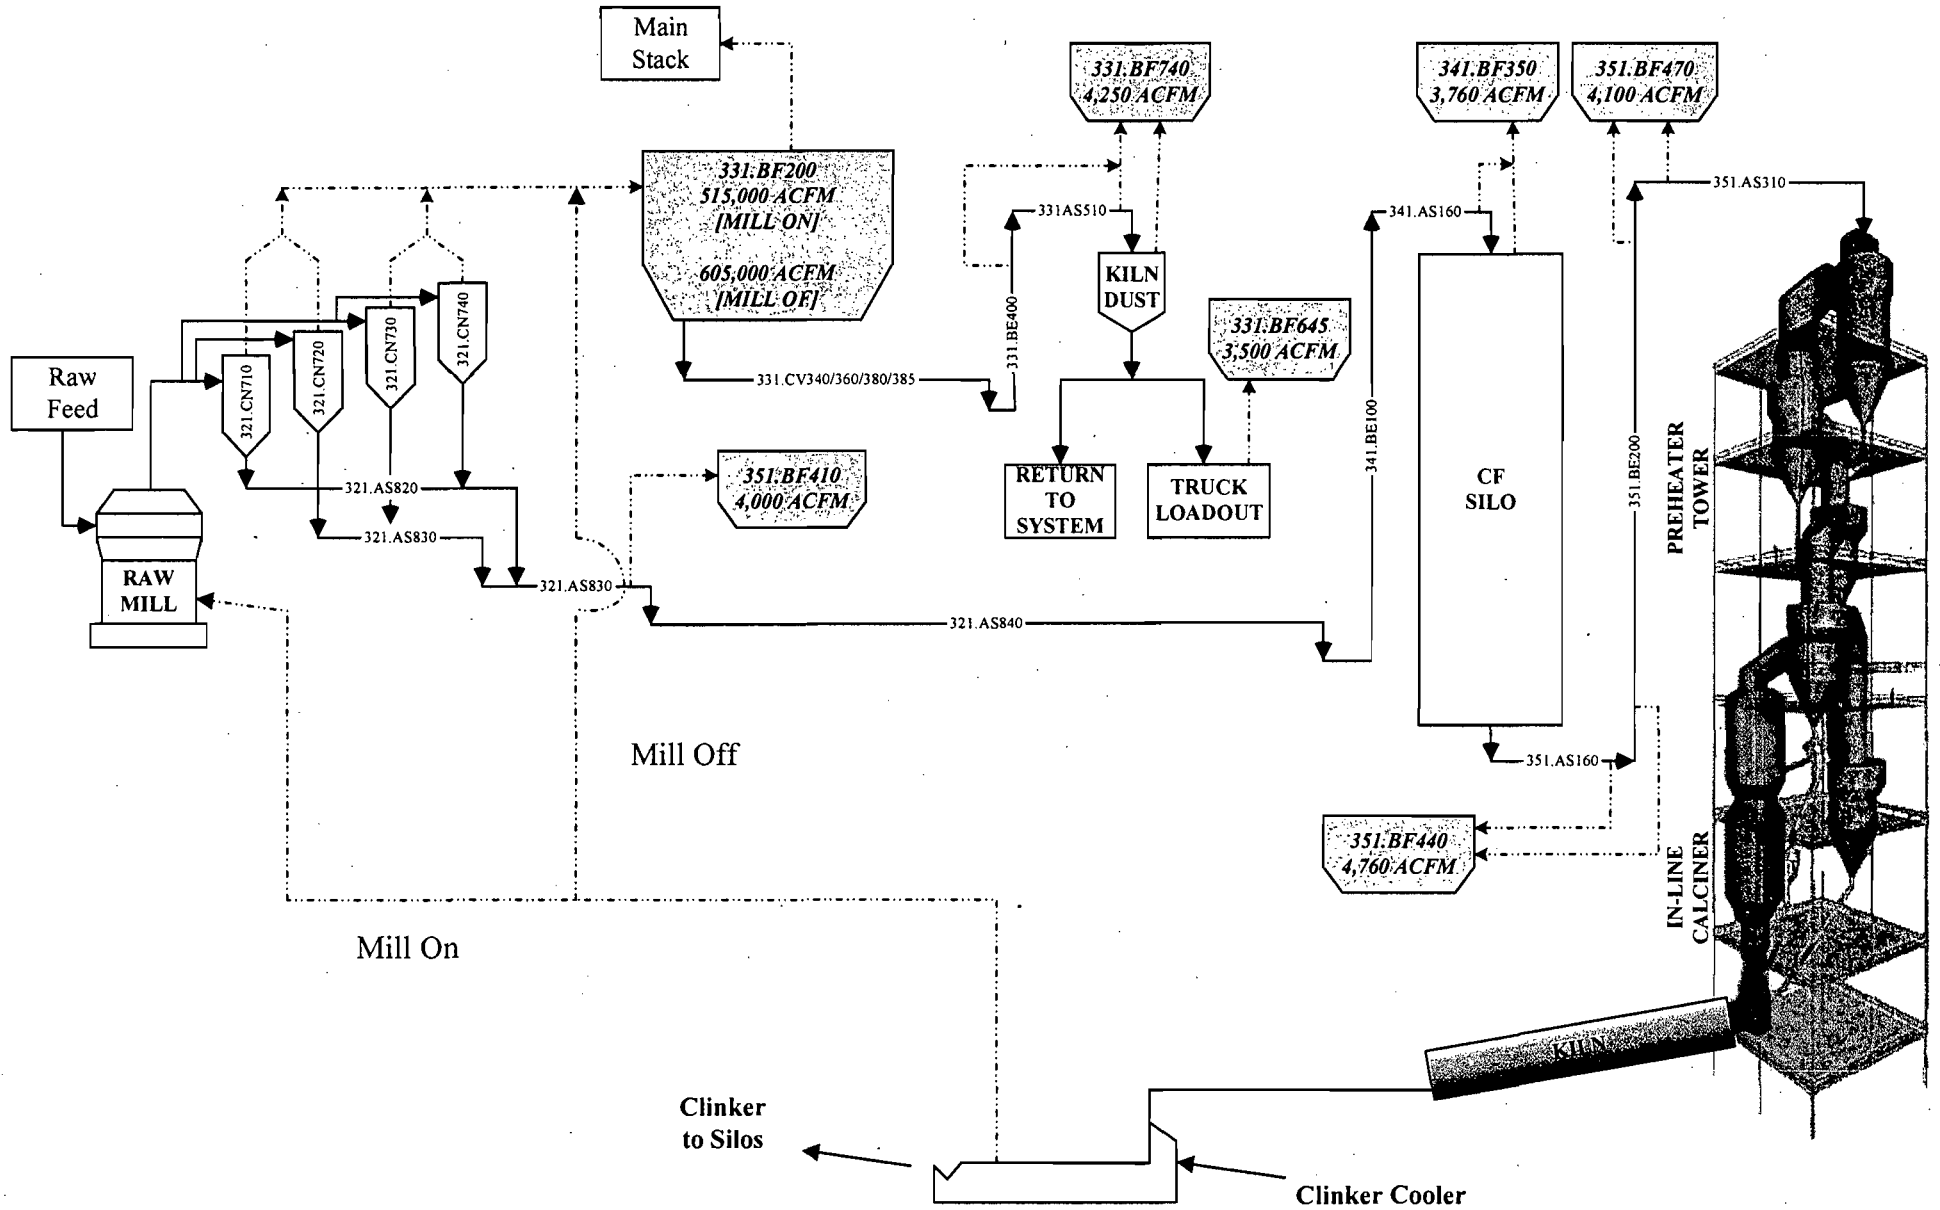 Main
Stack
331.BF740
4,250 ACFM
341.BF350
3,760 ACFM
351.BF470
4,100 ACFM
331.BF200
515,000 ACFM
[MILL ON]
605,000 ACFM
[MILL OF]
351.AS310
331AS510
341.AS160
KILN
DUST
331.BE400
321.CN710
321.CN720
321.CN730
321.CN740
331.BF645
3,500 ACFM
Raw
Feed
331.CV340/360/380/385
341.BE100
351.BE200
PREHEATER
TOWER
351.BF410
4,000 ACFM
RETURN
TO
SYSTEM
TRUCK
LOADOUT
CF
SILO
321.AS820
321.AS830
321.AS830
RAW
MILL
321.AS840
Mill Off
351.AS160
351.BF440
4,760 ACFM
IN-LINE
CALCINER
Mill On
KILN
Clinker
to Silos
Clinker Cooler